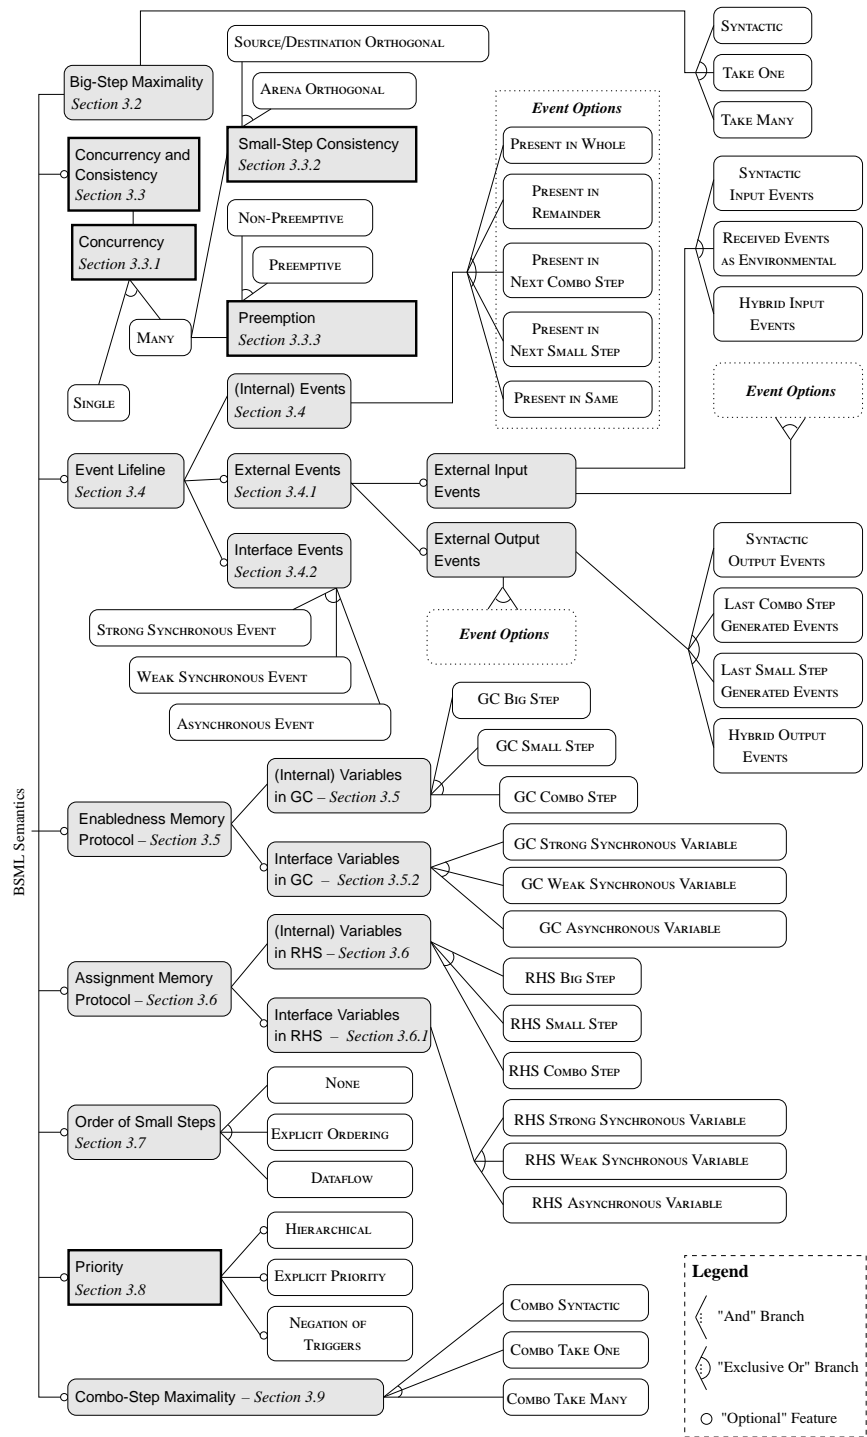 BSML Semantics
Big-Step Maximality
Section 3.2
SYNTACTIC
TAKE ONE
TAKE MANY
Concurrency and
Consistency
Section 3.3
Concurrency
Section 3.3.1
SINGLE
MANY
SOURCE/DESTINATION ORTHOGONAL
ARENA ORTHOGONAL
Small-Step Consistency
Section 3.3.2
NON-PREEMPTIVE
PREEMPTIVE
Preemption
Section 3.3.3
Event Lifeline
Section 3.4
(Internal) Events
Section 3.4
Event Options
PRESENT IN WHOLE
PRESENT IN
REMAINDER
PRESENT IN
NEXT COMBO STEP
PRESENT IN
NEXT SMALL STEP
PRESENT IN SAME
External Events
Section 3.4.1
External Input
Events
SYNTACTIC
INPUT EVENTS
RECEIVED EVENTS
AS ENVIRONMENTAL
HYBRID INPUT
EVENTS
Event Options
External Output
Events
Event Options
SYNTACTIC
OUTPUT EVENTS
LAST COMBO STEP
GENERATED EVENTS
LAST SMALL STEP
GENERATED EVENTS
HYBRID OUTPUT
EVENTS
Interface Events
Section 3.4.2
STRONG SYNCHRONOUS EVENT
WEAK SYNCHRONOUS EVENT
ASYNCHRONOUS EVENT
Enabledness Memory
Protocol – Section 3.5
(Internal) Variables
in GC – Section 3.5
GC BIG STEP
GC SMALL STEP
GC COMBO STEP
Interface Variables
in GC – Section 3.5.2
GC STRONG SYNCHRONOUS VARIABLE
GC WEAK SYNCHRONOUS VARIABLE
GC ASYNCHRONOUS VARIABLE
Assignment Memory
Protocol – Section 3.6
(Internal) Variables
in RHS – Section 3.6
RHS BIG STEP
RHS SMALL STEP
RHS COMBO STEP
Interface Variables
in RHS – Section 3.6.1
RHS STRONG SYNCHRONOUS VARIABLE
RHS WEAK SYNCHRONOUS VARIABLE
RHS ASYNCHRONOUS VARIABLE
Order of Small Steps
Section 3.7
NONE
EXPLICIT ORDERING
DATAFLOW
Priority
Section 3.8
HIERARCHICAL
EXPLICIT PRIORITY
NEGATION OF
TRIGGERS
Combo-Step Maximality – Section 3.9
COMBO SYNTACTIC
COMBO TAKE ONE
COMBO TAKE MANY
Legend
"And" Branch
"Exclusive Or" Branch
"Optional" Feature